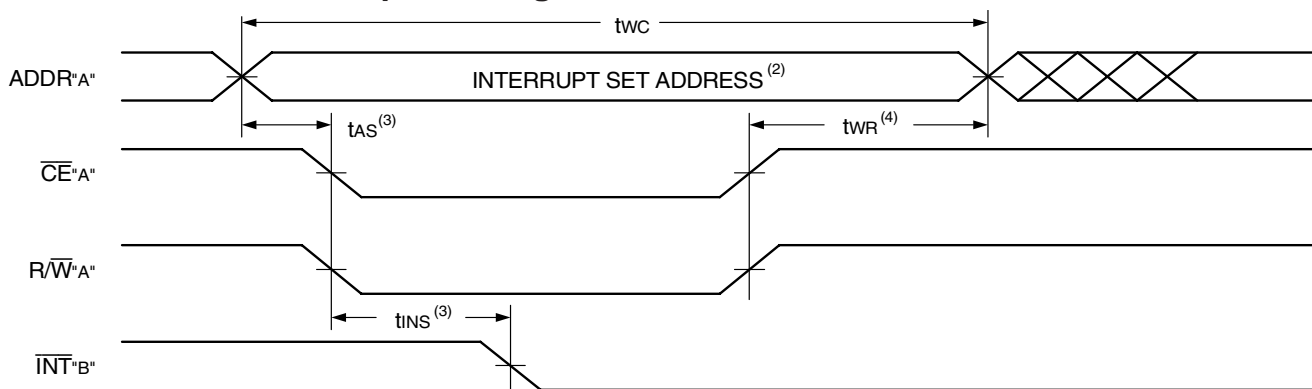 tWC
ADDR"A"
INTERRUPT SET ADDRESS(2)
tAS(3)
tWR(4)
CE"A"
R/W"A"
tINS(3)
INT"B"